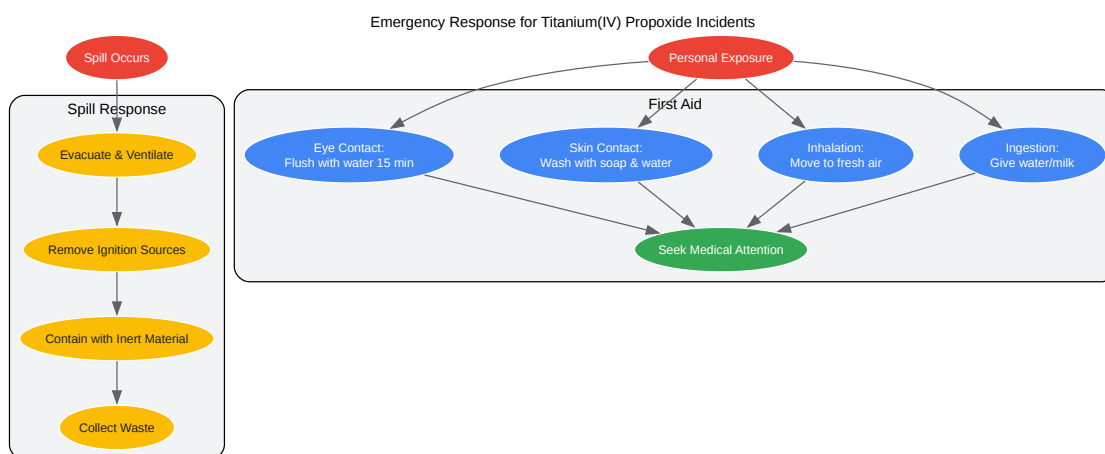 Emergency Response for Titanium(IV) Propoxide Incidents
Spill Occurs
Personal Exposure
Spill Response
First Aid
Evacuate & Ventilate
Eye Contact:
Flush with water 15 min
Skin Contact:
Wash with soap & water
Inhalation:
Move to fresh air
Ingestion:
Give water/milk
Remove Ignition Sources
Seek Medical Attention
Contain with Inert Material
Collect Waste